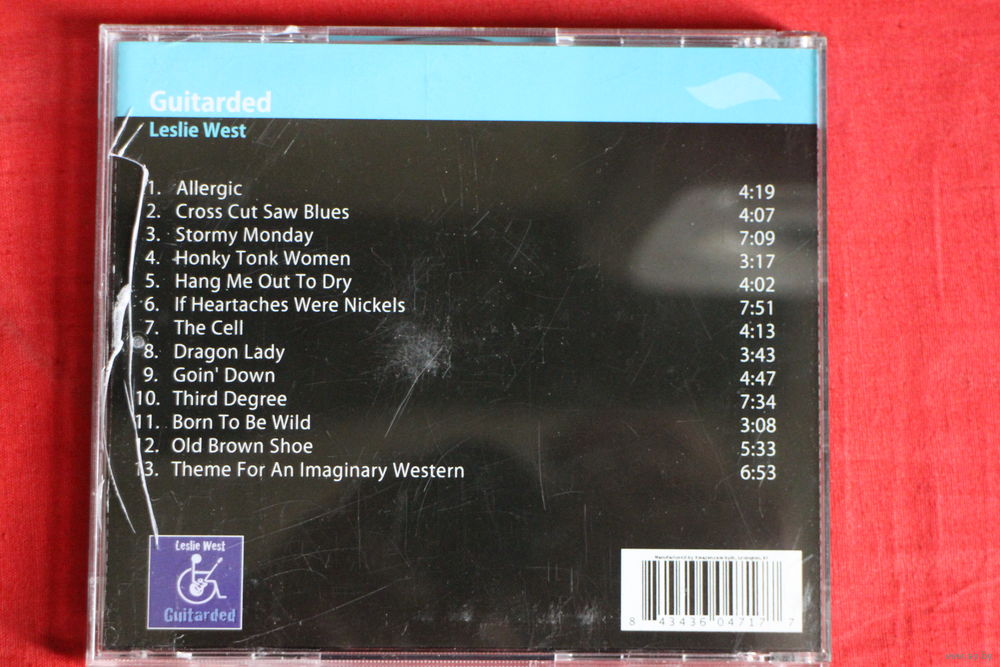 Guitarded
Leslie West
1. Allergic 4:19
2. Cross Cut Saw Blues 4:07
3. Stormy Monday 7:09
4. Honky Tonk Women 3:17
5. Hang Me Out To Dry 4:02
6. If Heartaches Were Nickels 7:51
7. The Cell 4:13
8. Dragon Lady 3:43
9. Goin' Down 4:47
10. Third Degree 7:34
11. Born To Be Wild 3:08
12. Old Brown Shoe 5:33
13. Theme For An Imaginary Western 6:53
Leslie West
Guitarded
Manufactured by
8 43436 04717 7